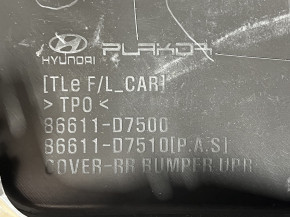 HYUNDAI PLAKOR
[TLe F/L_CAR]
> TPO <
86611-D7500
86611-D7510[P.A.S]
COVER-RR BUMPER,UPR